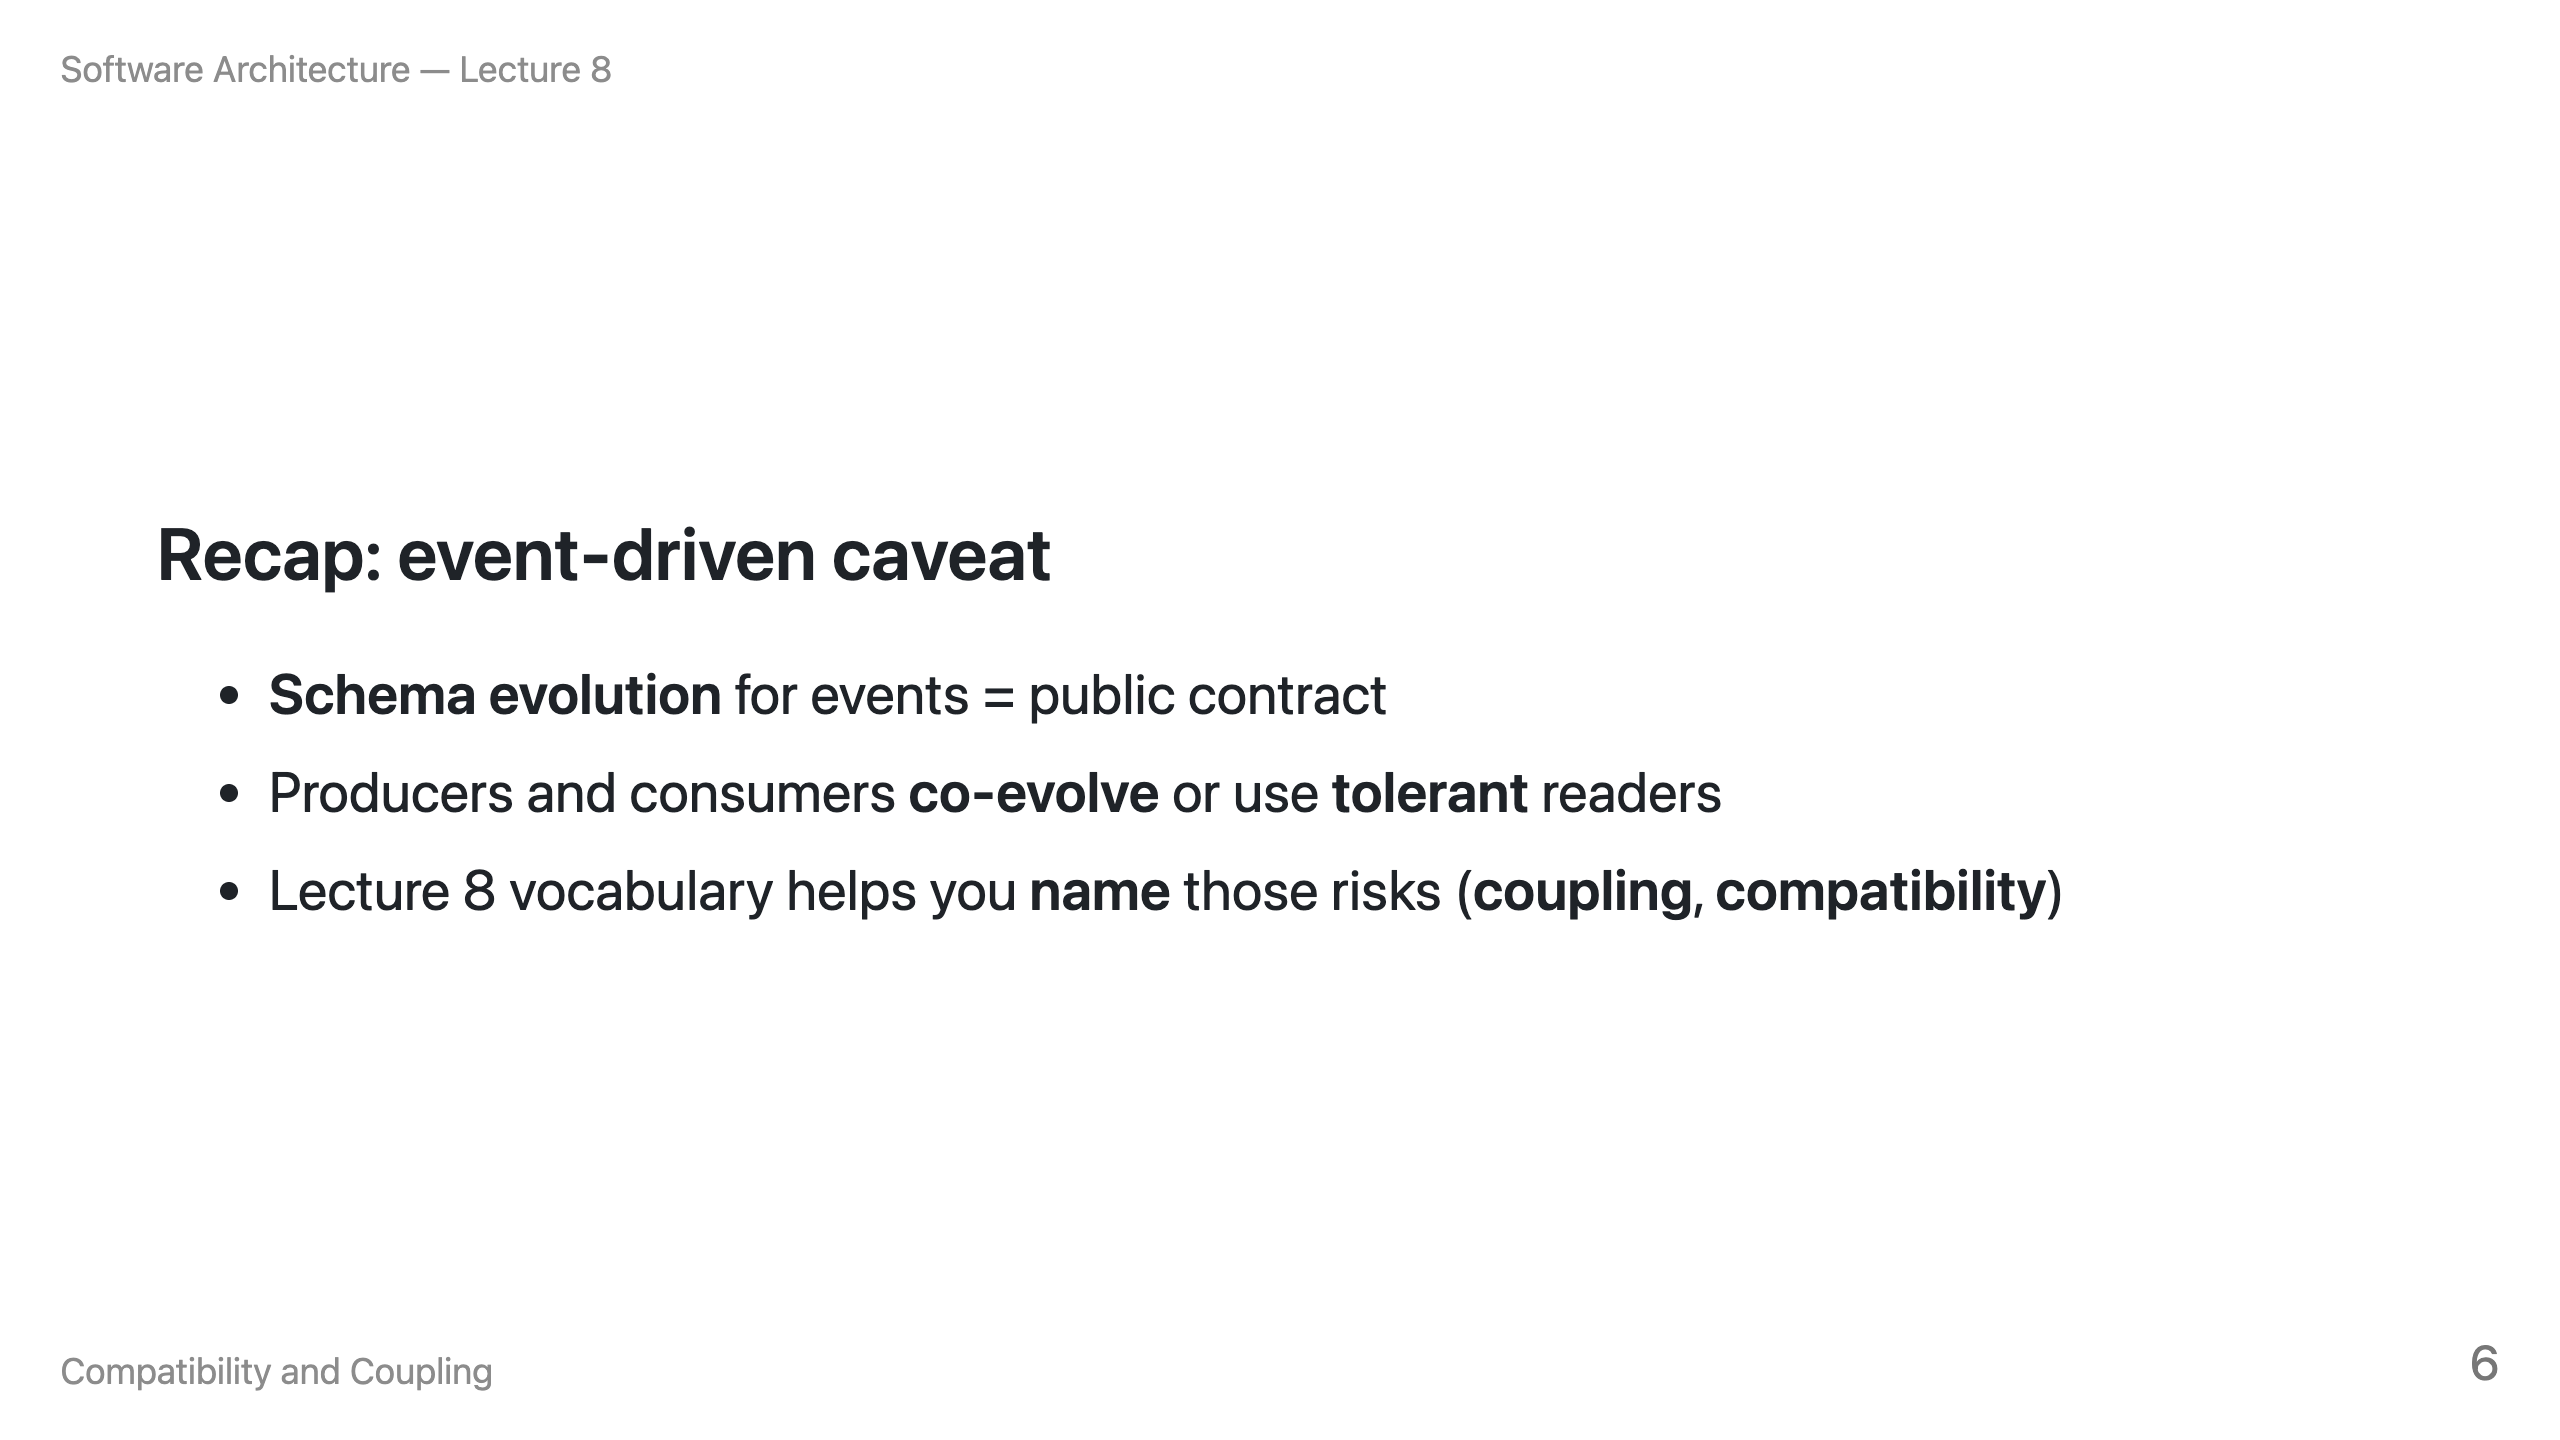 Software Architecture — Lecture 8
Recap: event-driven caveat
• Schema evolution for events = public contract
• Producers and consumers co-evolve or use tolerant readers
• Lecture 8 vocabulary helps you name those risks (coupling, compatibility)
Compatibility and Coupling
6